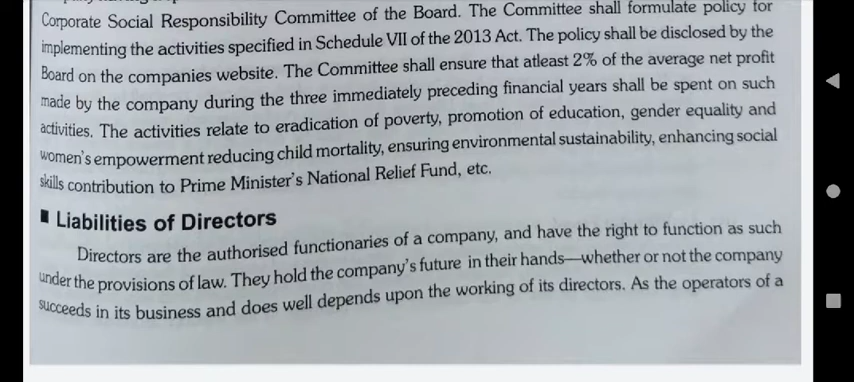 Corporate Social Responsibility Committee of the Board. The Committee shall formulate policy for
implementing the activities specified in Schedule VII of the 2013 Act. The policy shall be disclosed by the
Board on the companies website. The Committee shall ensure that atleast 2% of the average net profit
made by the company during the three immediately preceding financial years shall be spent on such
activities. The activities relate to eradication of poverty, promotion of education, gender equality and
women's empowerment reducing child mortality, ensuring environmental sustainability, enhancing social
skills contribution to Prime Minister's National Relief Fund, etc.
Liabilities of Directors
Directors are the authorised functionaries of a company, and have the right to function as such
under the provisions of law. They hold the company's future in their hands—whether or not the company
succeeds in its business and does well depends upon the working of its directors. As the operators of a